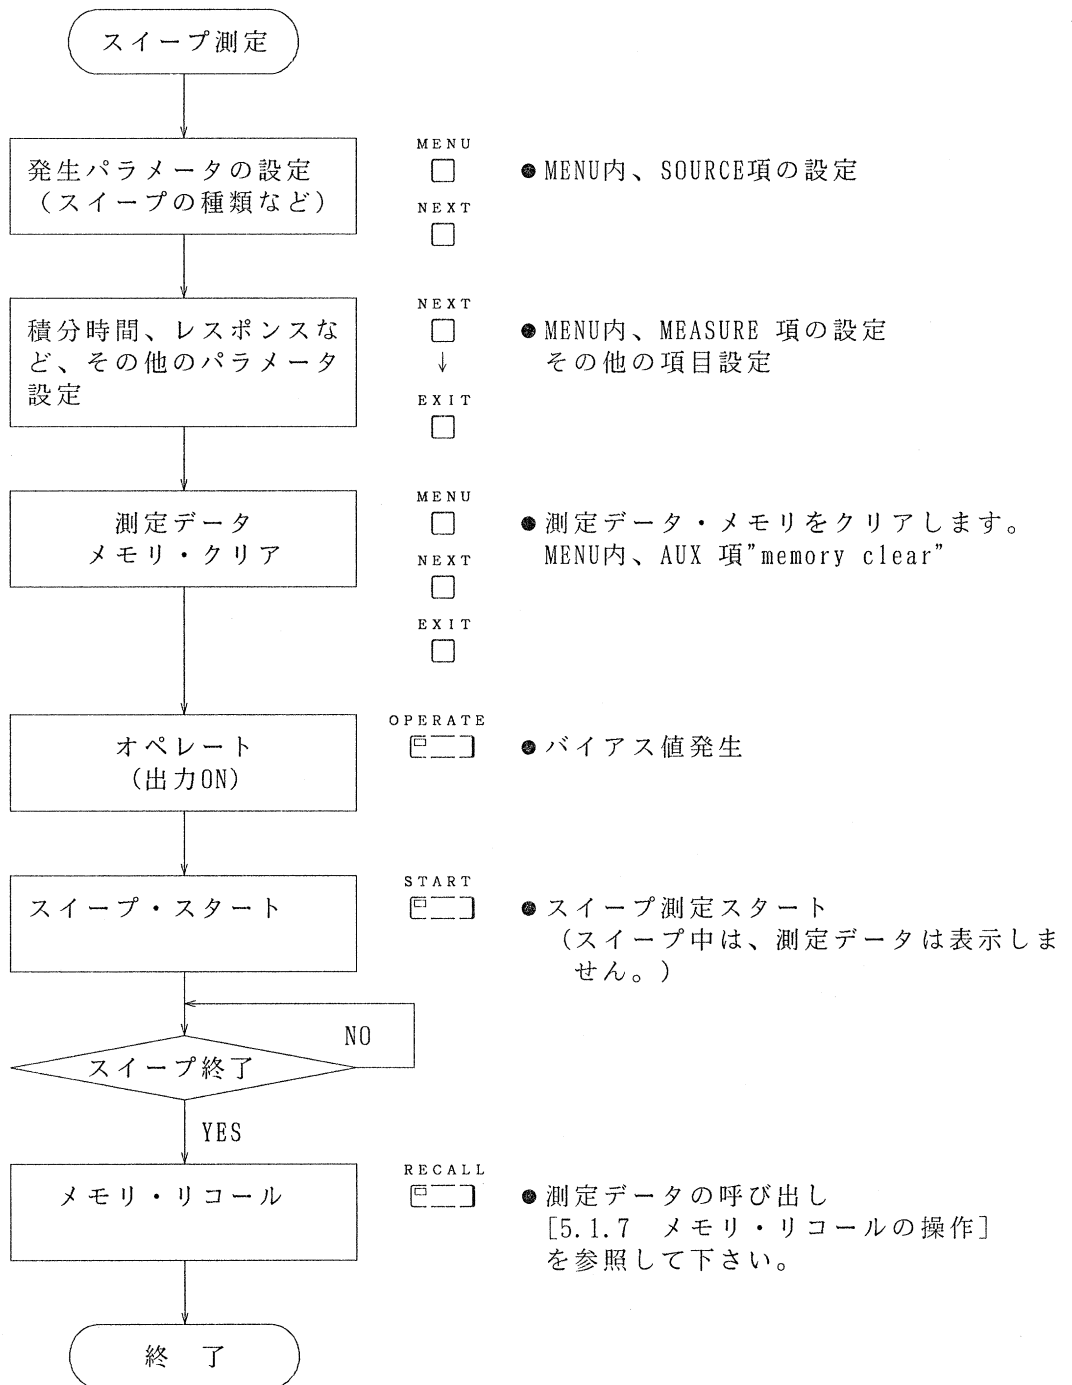 スイープ測定
発生パラメータの設定
（スイープの種類など）
MENU
NEXT
●MENU内、SOURCE項の設定
積分時間、レスポンスな
ど、その他のパラメータ
設定
NEXT
↓
EXIT
●MENU内、MEASURE 項の設定
その他の項目設定
測定データ
メモリ・クリア
MENU
NEXT
EXIT
●測定データ・メモリをクリアします。
MENU内、AUX 項"memory clear"
オペレート
(出力ON)
OPERATE
●バイアス値発生
スイープ・スタート
START
●スイープ測定スタート
（スイープ中は、測定データは表示しま
せん。）
NO
スイープ終了
YES
メモリ・リコール
RECALL
●測定データの呼び出し
[5.1.7 メモリ・リコールの操作]
を参照して下さい。
終 了